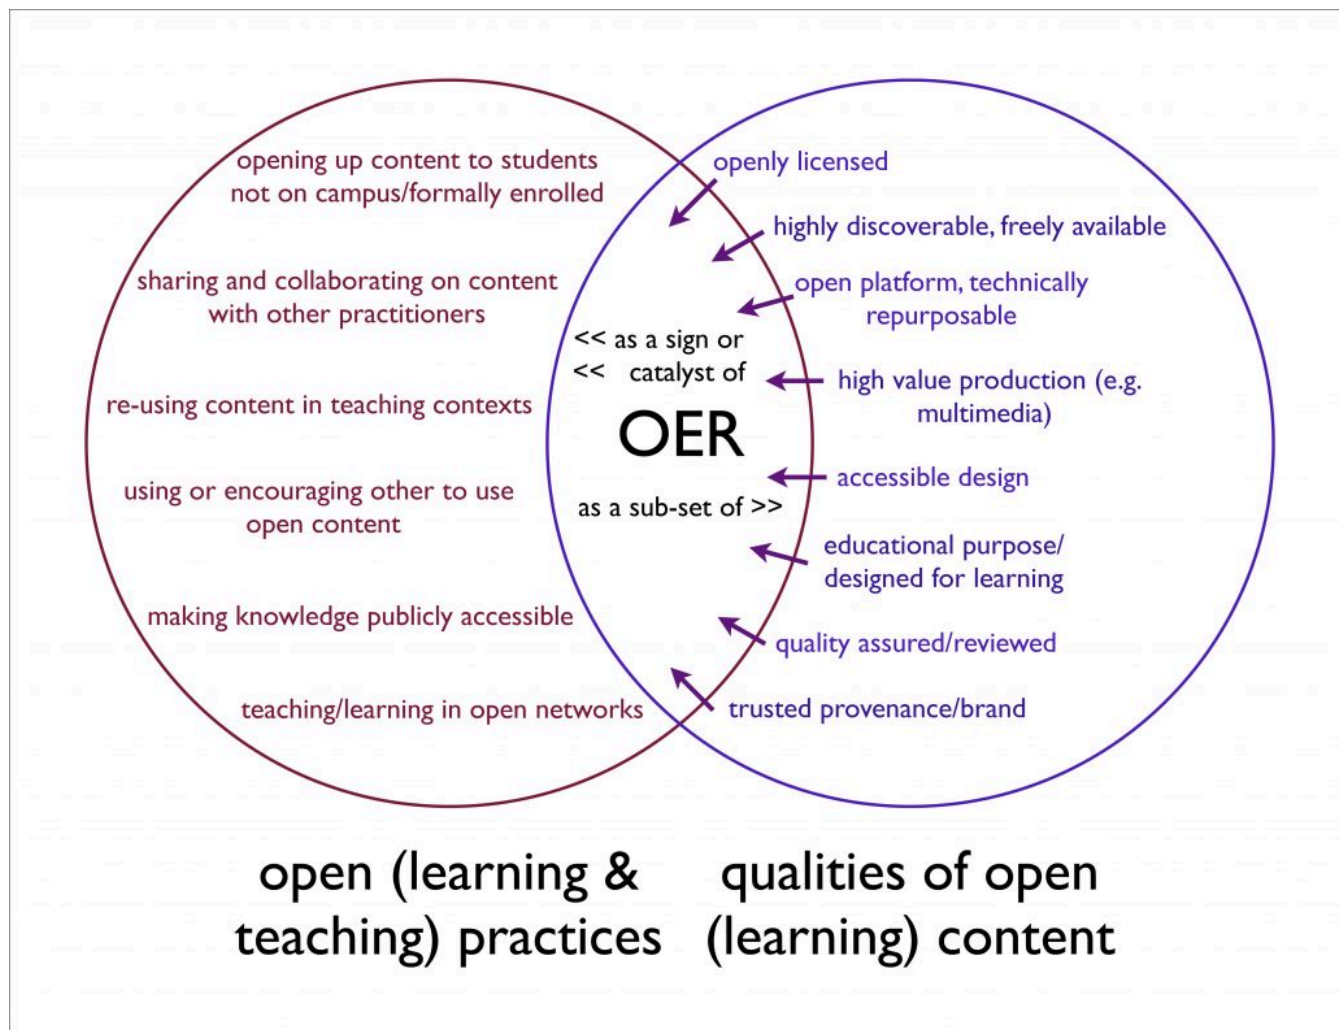 opening up content to students
not on campus/formally enrolled
sharing and collaborating on content
with other practitioners
re-using content in teaching contexts
using or encouraging other to use
open content
making knowledge publicly accessible
teaching/learning in open networks
<< as a sign or
<< catalyst of
OER
as a sub-set of >>
openly licensed
highly discoverable, freely available
open platform, technically
repurposable
high value production (e.g.
multimedia)
accessible design
educational purpose/
designed for learning
quality assured/reviewed
trusted provenance/brand
open (learning &
teaching) practices
qualities of open
(learning) content